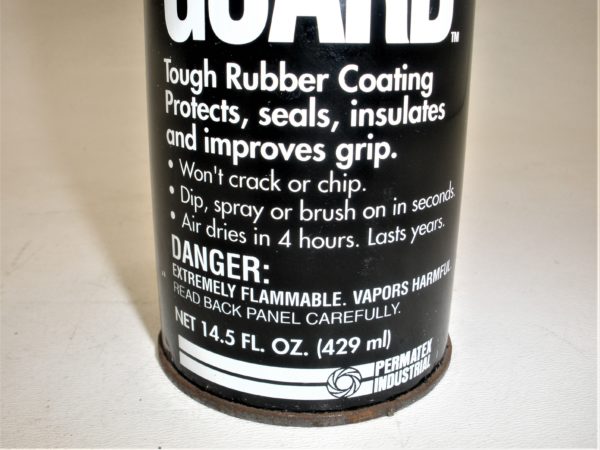 GUARD™
Tough Rubber Coating
Protects, seals, insulates
and improves grip.
• Won't crack or chip.
• Dip, spray or brush on in seconds.
• Air dries in 4 hours. Lasts years.
DANGER:
EXTREMELY FLAMMABLE. VAPORS HARMFUL
READ BACK PANEL CAREFULLY.
NET 14.5 FL. OZ. (429 ml)
PERMATEX
INDUSTRIAL